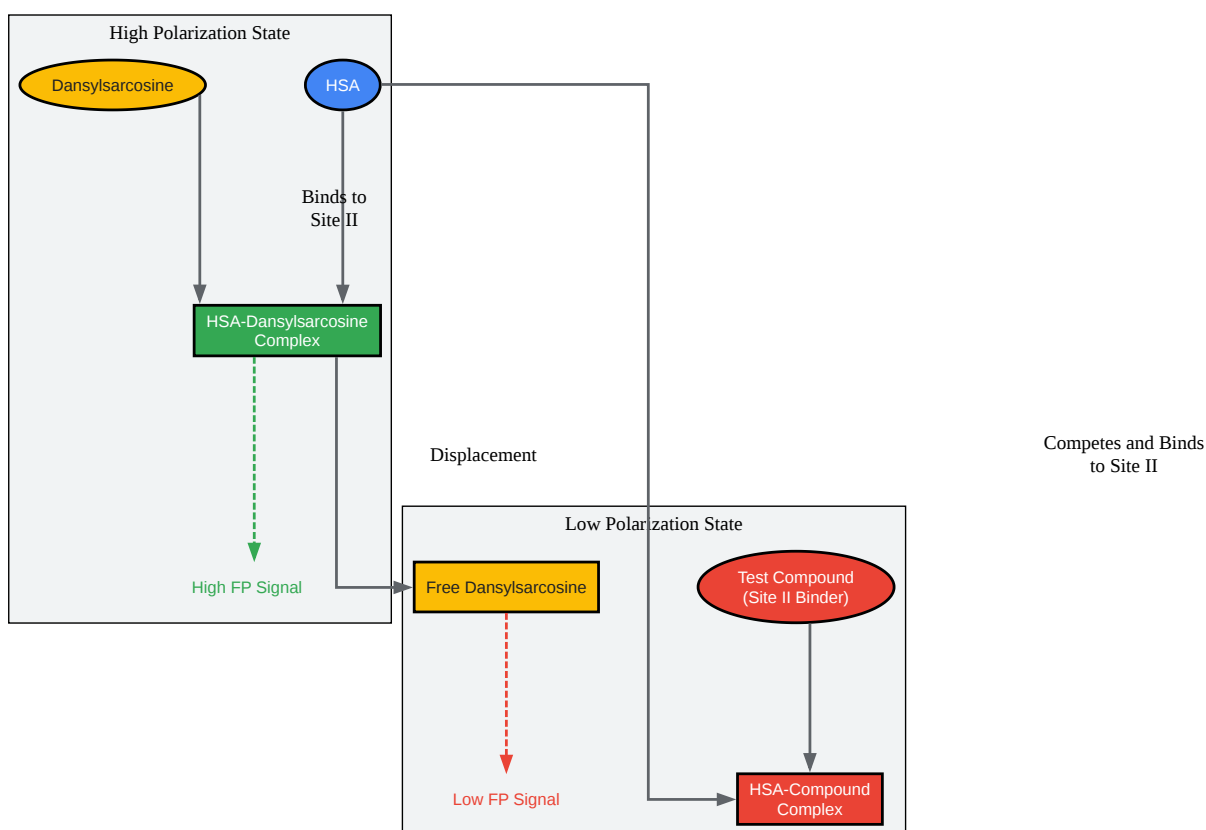 High Polarization State
Dansylsarcosine
HSA
Binds to
Site II
HSA-Dansylsarcosine
Complex
Displacement
Competes and Binds
to Site II
Low Polarization State
High FP Signal
Free Dansylsarcosine
Test Compound
(Site II Binder)
Low FP Signal
HSA-Compound
Complex